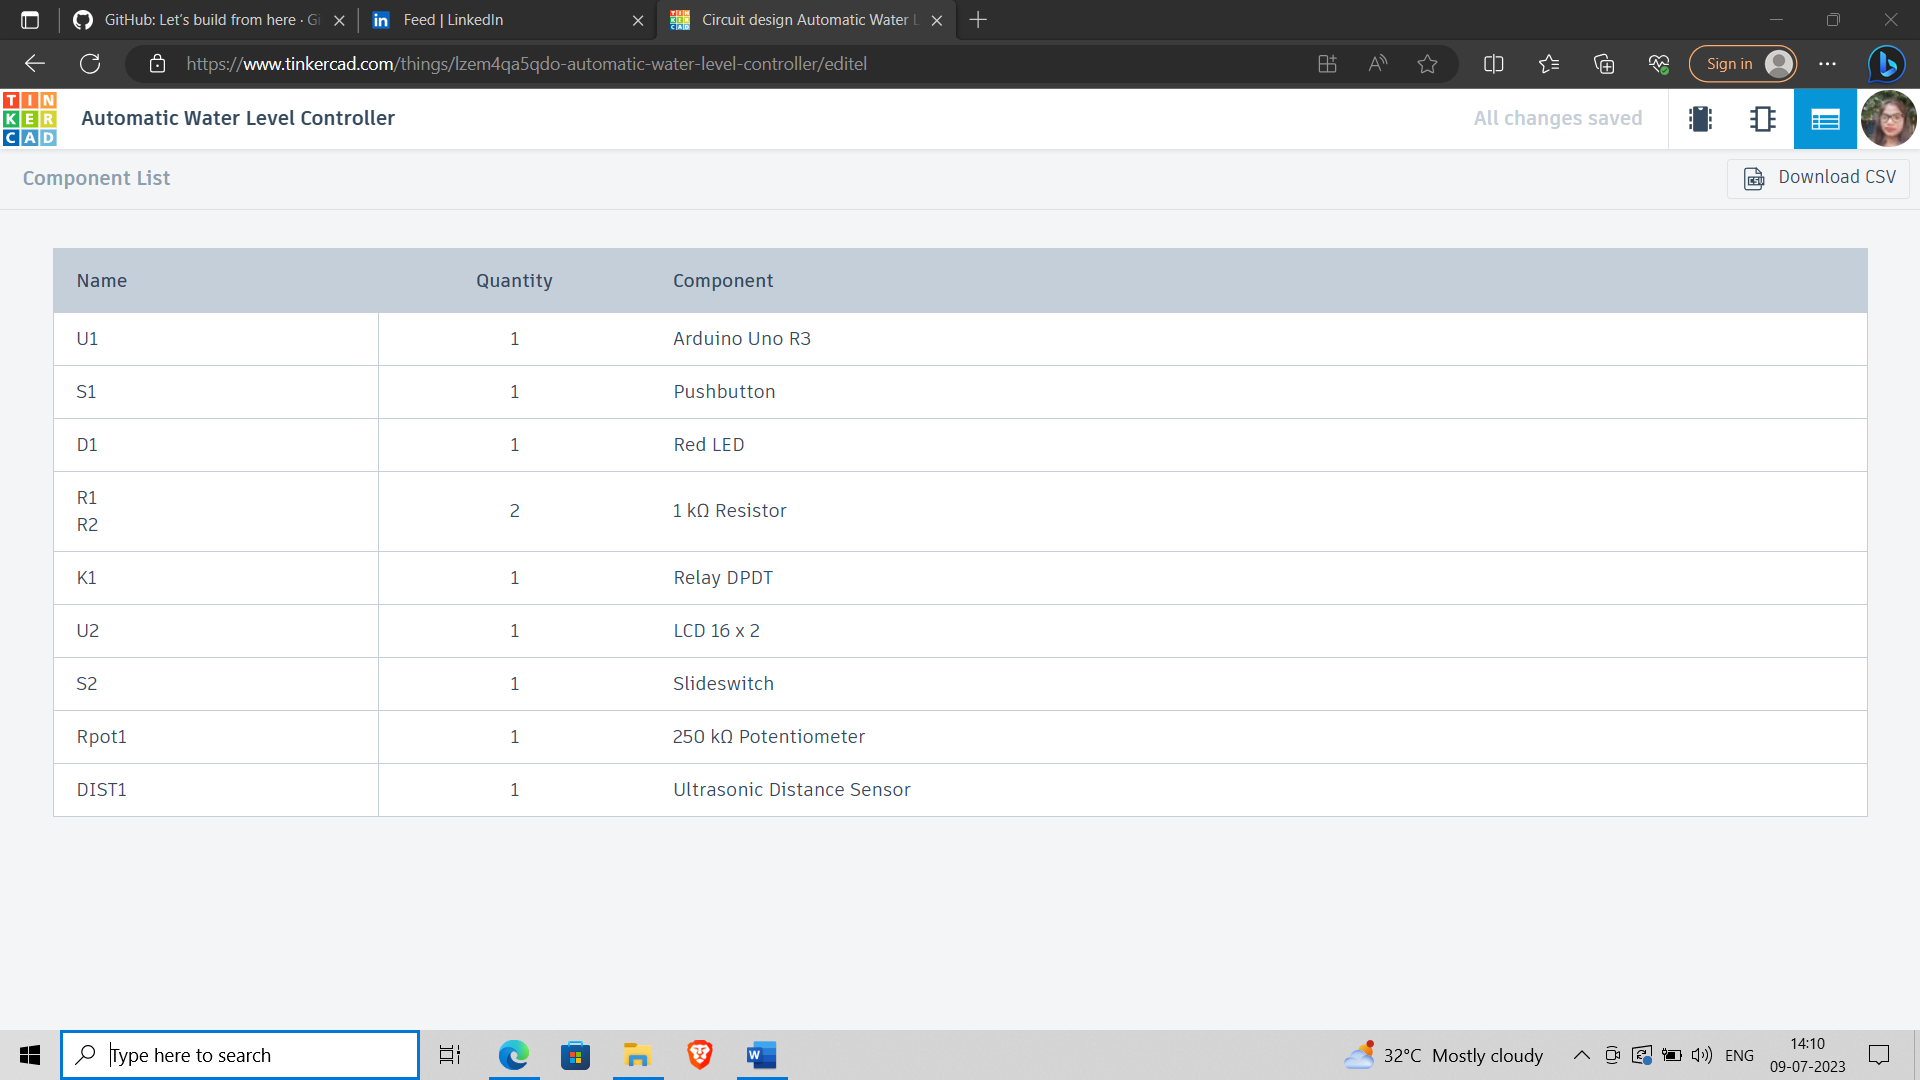 GitHub: Let's build from here · Gi
Feed | LinkedIn
Circuit design Automatic Water L
https://www.tinkercad.com/things/lzem4qa5qdo-automatic-water-level-controller/editel
Sign in
TIN
KER
CAD
Automatic Water Level Controller
All changes saved
Component List
CSV
Download CSV
Name Quantity Component
U1 1 Arduino Uno R3
S1 1 Pushbutton
D1 1 Red LED
R1
R2
2 1 kΩ Resistor
K1 1 Relay DPDT
U2 1 LCD 16 x 2
S2 1 Slideswitch
Rpot1 1 250 kΩ Potentiometer
DIST1 1 Ultrasonic Distance Sensor
Type here to search
32°C Mostly cloudy
ENG
14:10
09-07-2023